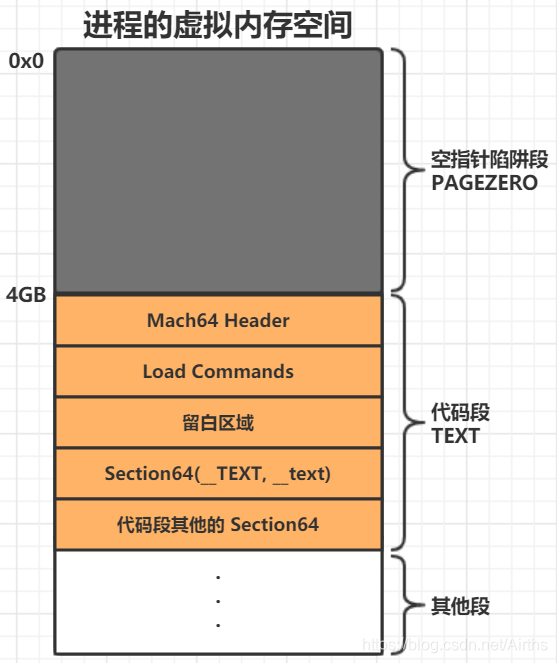 进程的虚拟内存空间
0x0
空指针陷阱段
PAGEZERO
4GB
Mach64 Header
Load Commands
留白区域
代码段
TEXT
Section64(__TEXT, __text)
代码段其他的 Section64
.
.
.
其他段
https://blog.csdn.net/Airths